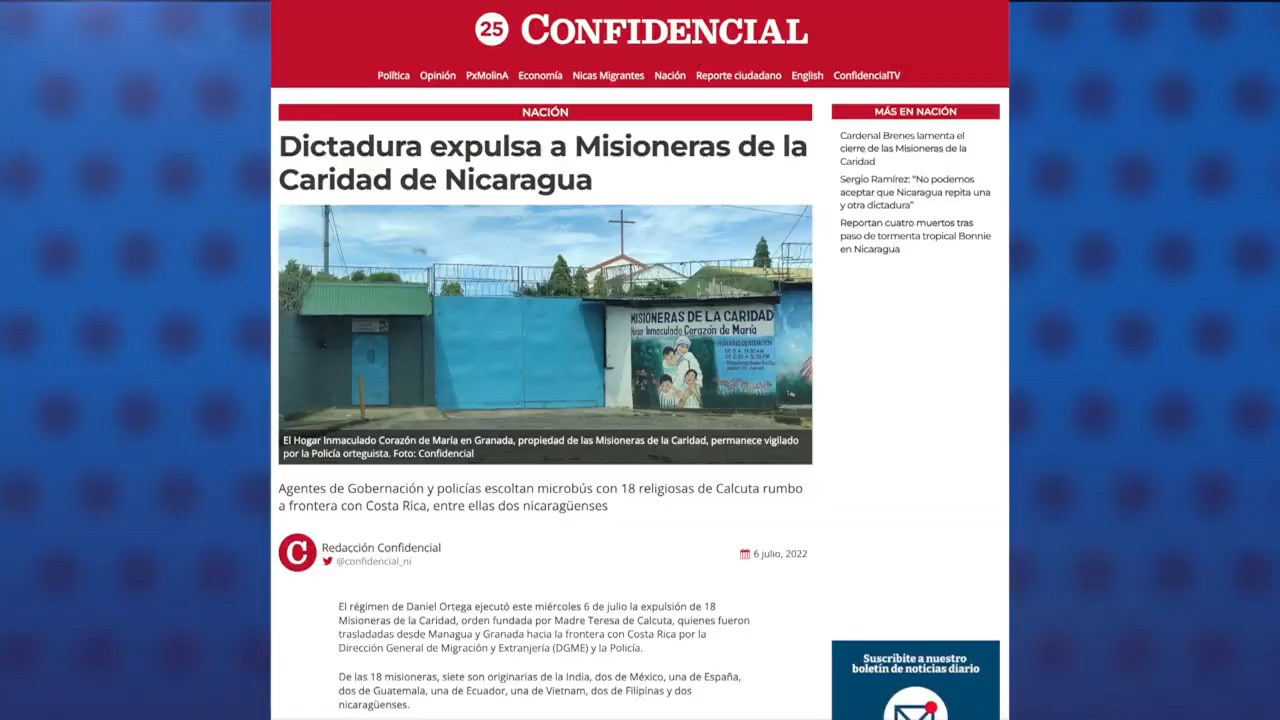 25 CONFIDENCIAL
Política Opinión PxMolinA Economía Nicas Migrantes Nación Reporte ciudadano English ConfidencialTV
NACIÓN
Dictadura expulsa a Misioneras de la
Caridad de Nicaragua
MISIONERAS DE LA CARIDAD
Hogar Inmaculado Corazón de María
El Hogar Inmaculado Corazón de María en Granada, propiedad de las Misioneras de la Caridad, permanece vigilado
por la Policía orteguista. Foto: Confidencial
Agentes de Gobernación y policías escoltan microbús con 18 religiosas de Calcuta rumbo
a frontera con Costa Rica, entre ellas dos nicaragüenses
C
Redacción Confidencial
@confidencial_ni
6 julio, 2022
El régimen de Daniel Ortega ejecutó este miércoles 6 de julio la expulsión de 18
Misioneras de la Caridad, orden fundada por Madre Teresa de Calcuta, quienes fueron
trasladadas desde Managua y Granada hacia la frontera con Costa Rica por la
Dirección General de Migración y Extranjería (DGME) y la Policía.
De las 18 misioneras, siete son originarias de la India, dos de México, una de España,
dos de Guatemala, una de Ecuador, una de Vietnam, dos de Filipinas y dos
nicaragüenses.
MÁS EN NACIÓN
Cardenal Brenes lamenta el
cierre de las Misioneras de la
Caridad
Sergio Ramírez: “No podemos
aceptar que Nicaragua repita una
y otra dictadura”
Reportan cuatro muertos tras
paso de tormenta tropical Bonnie
en Nicaragua
Suscribite a nuestro
boletín de noticias diario